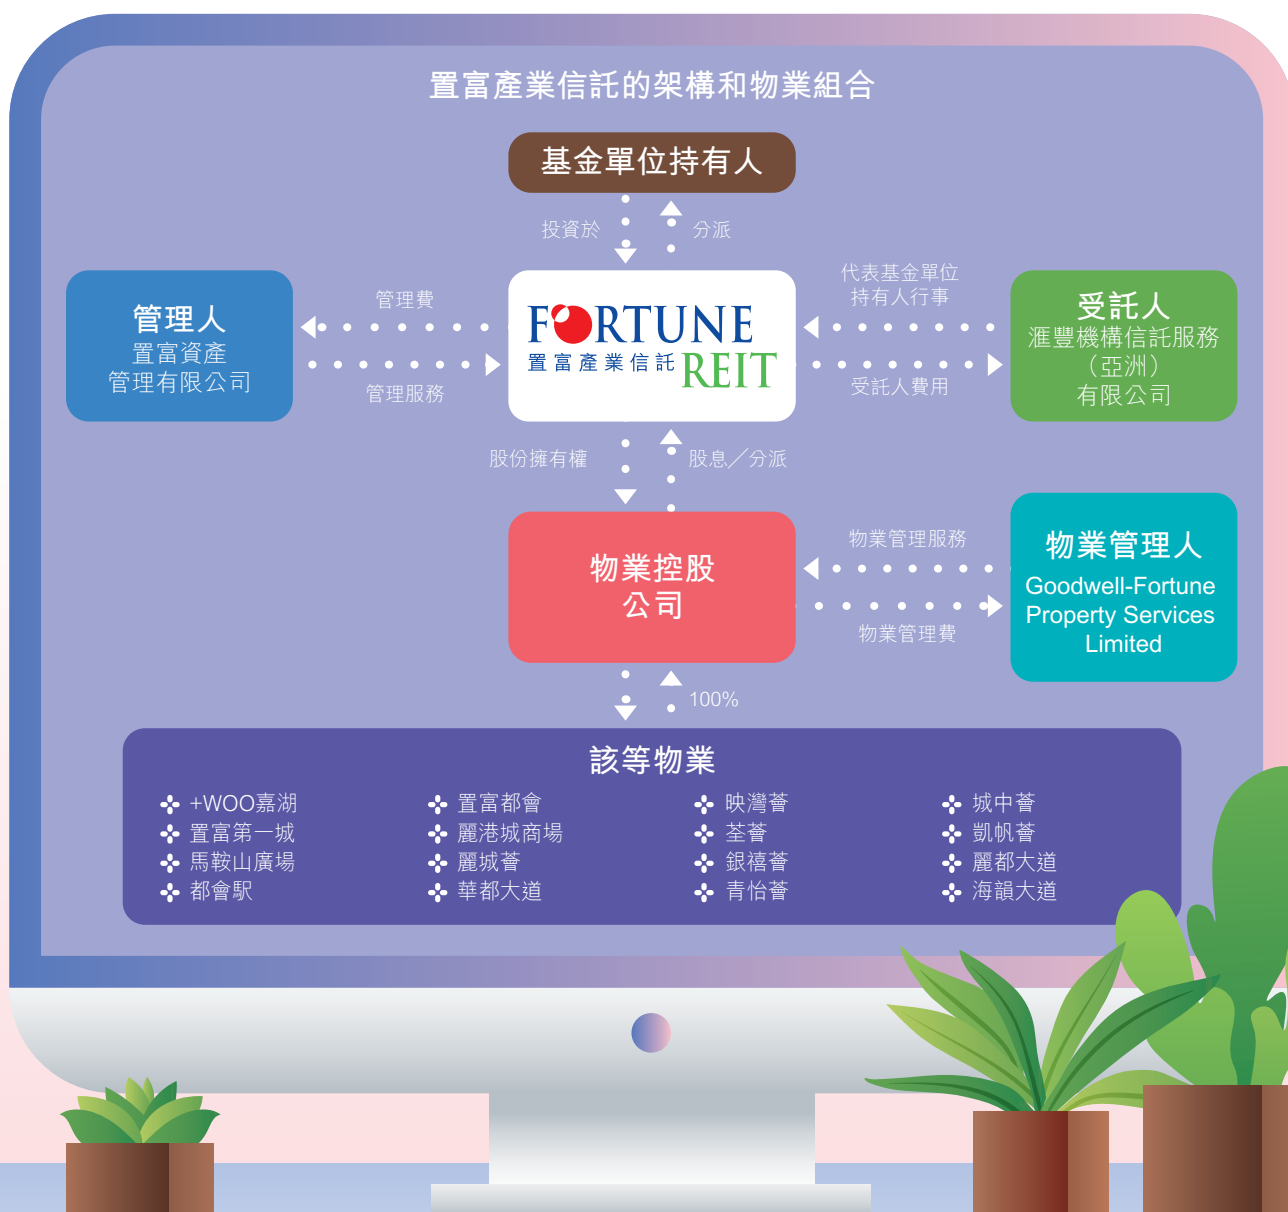 置富產業信託的架構和物業組合
基金單位持有人
投資於
分派
管理人
置富資產
管理有限公司
管理費
管理服務
FORTUNE
置富產業信託 REIT
代表基金單位
持有人行事
受託人費用
受託人
滙豐機構信託服務
（亞洲）
有限公司
股份擁有權
股息／分派
物業控股
公司
物業管理服務
物業管理費
物業管理人
Goodwell-Fortune
Property Services
Limited
100%
該等物業
+WOO嘉湖
置富第一城
馬鞍山廣場
都會駅
置富都會
麗港城商場
麗城薈
華都大道
映灣薈
荃薈
銀禧薈
青怡薈
城中薈
凱帆薈
麗都大道
海韻大道